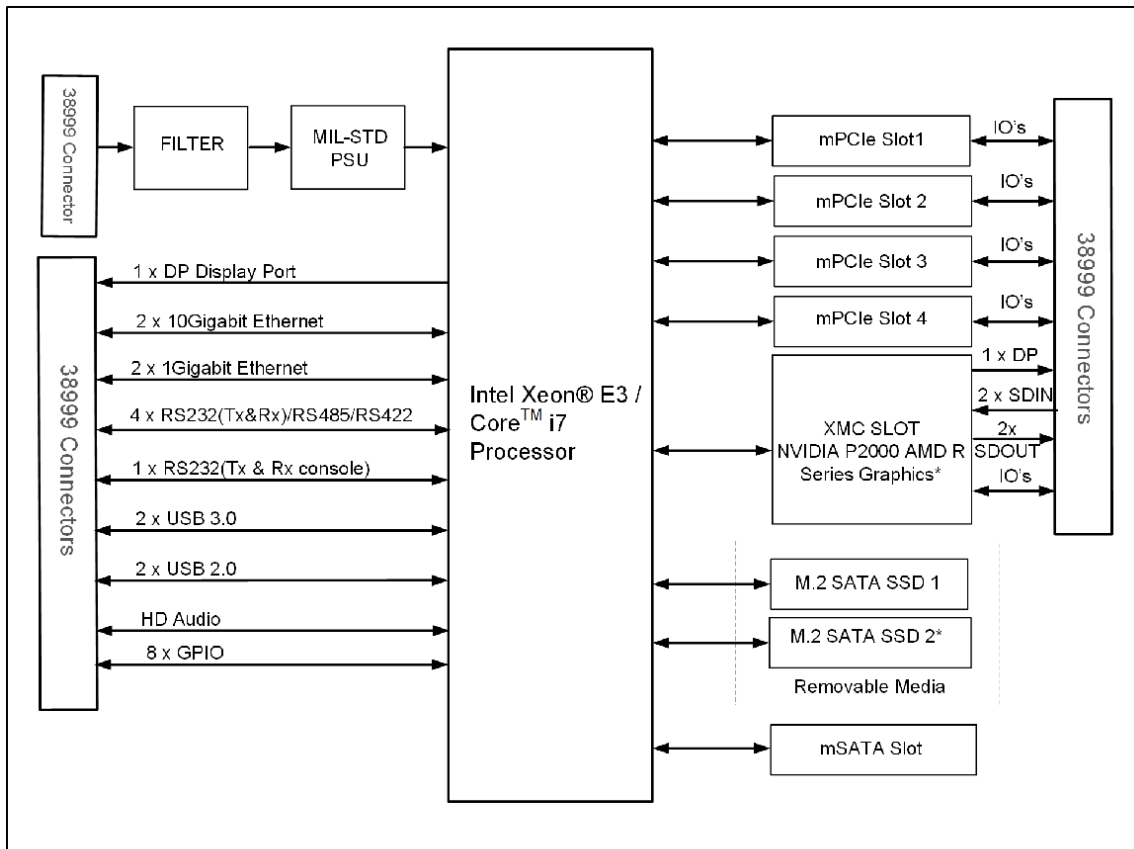 38999 Connector
FILTER
MIL-STD
PSU
38999 Connectors
1 x DP Display Port
2 x 10Gigabit Ethernet
2 x 1Gigabit Ethernet
4 x RS232(Tx&Rx)/RS485/RS422
1 x RS232(Tx & Rx console)
2 x USB 3.0
2 x USB 2.0
HD Audio
8 x GPIO
Intel Xeon® E3 /
Core™ i7
Processor
mPCIe Slot1
IO's
mPCIe Slot 2
IO's
mPCIe Slot 3
IO's
mPCIe Slot 4
IO's
XMC SLOT
NVIDIA P2000 AMD R
Series Graphics*
1 x DP
2 x SDIN
2x
SDOUT
IO's
38999 Connectors
M.2 SATA SSD 1
M.2 SATA SSD 2*
Removable Media
mSATA Slot